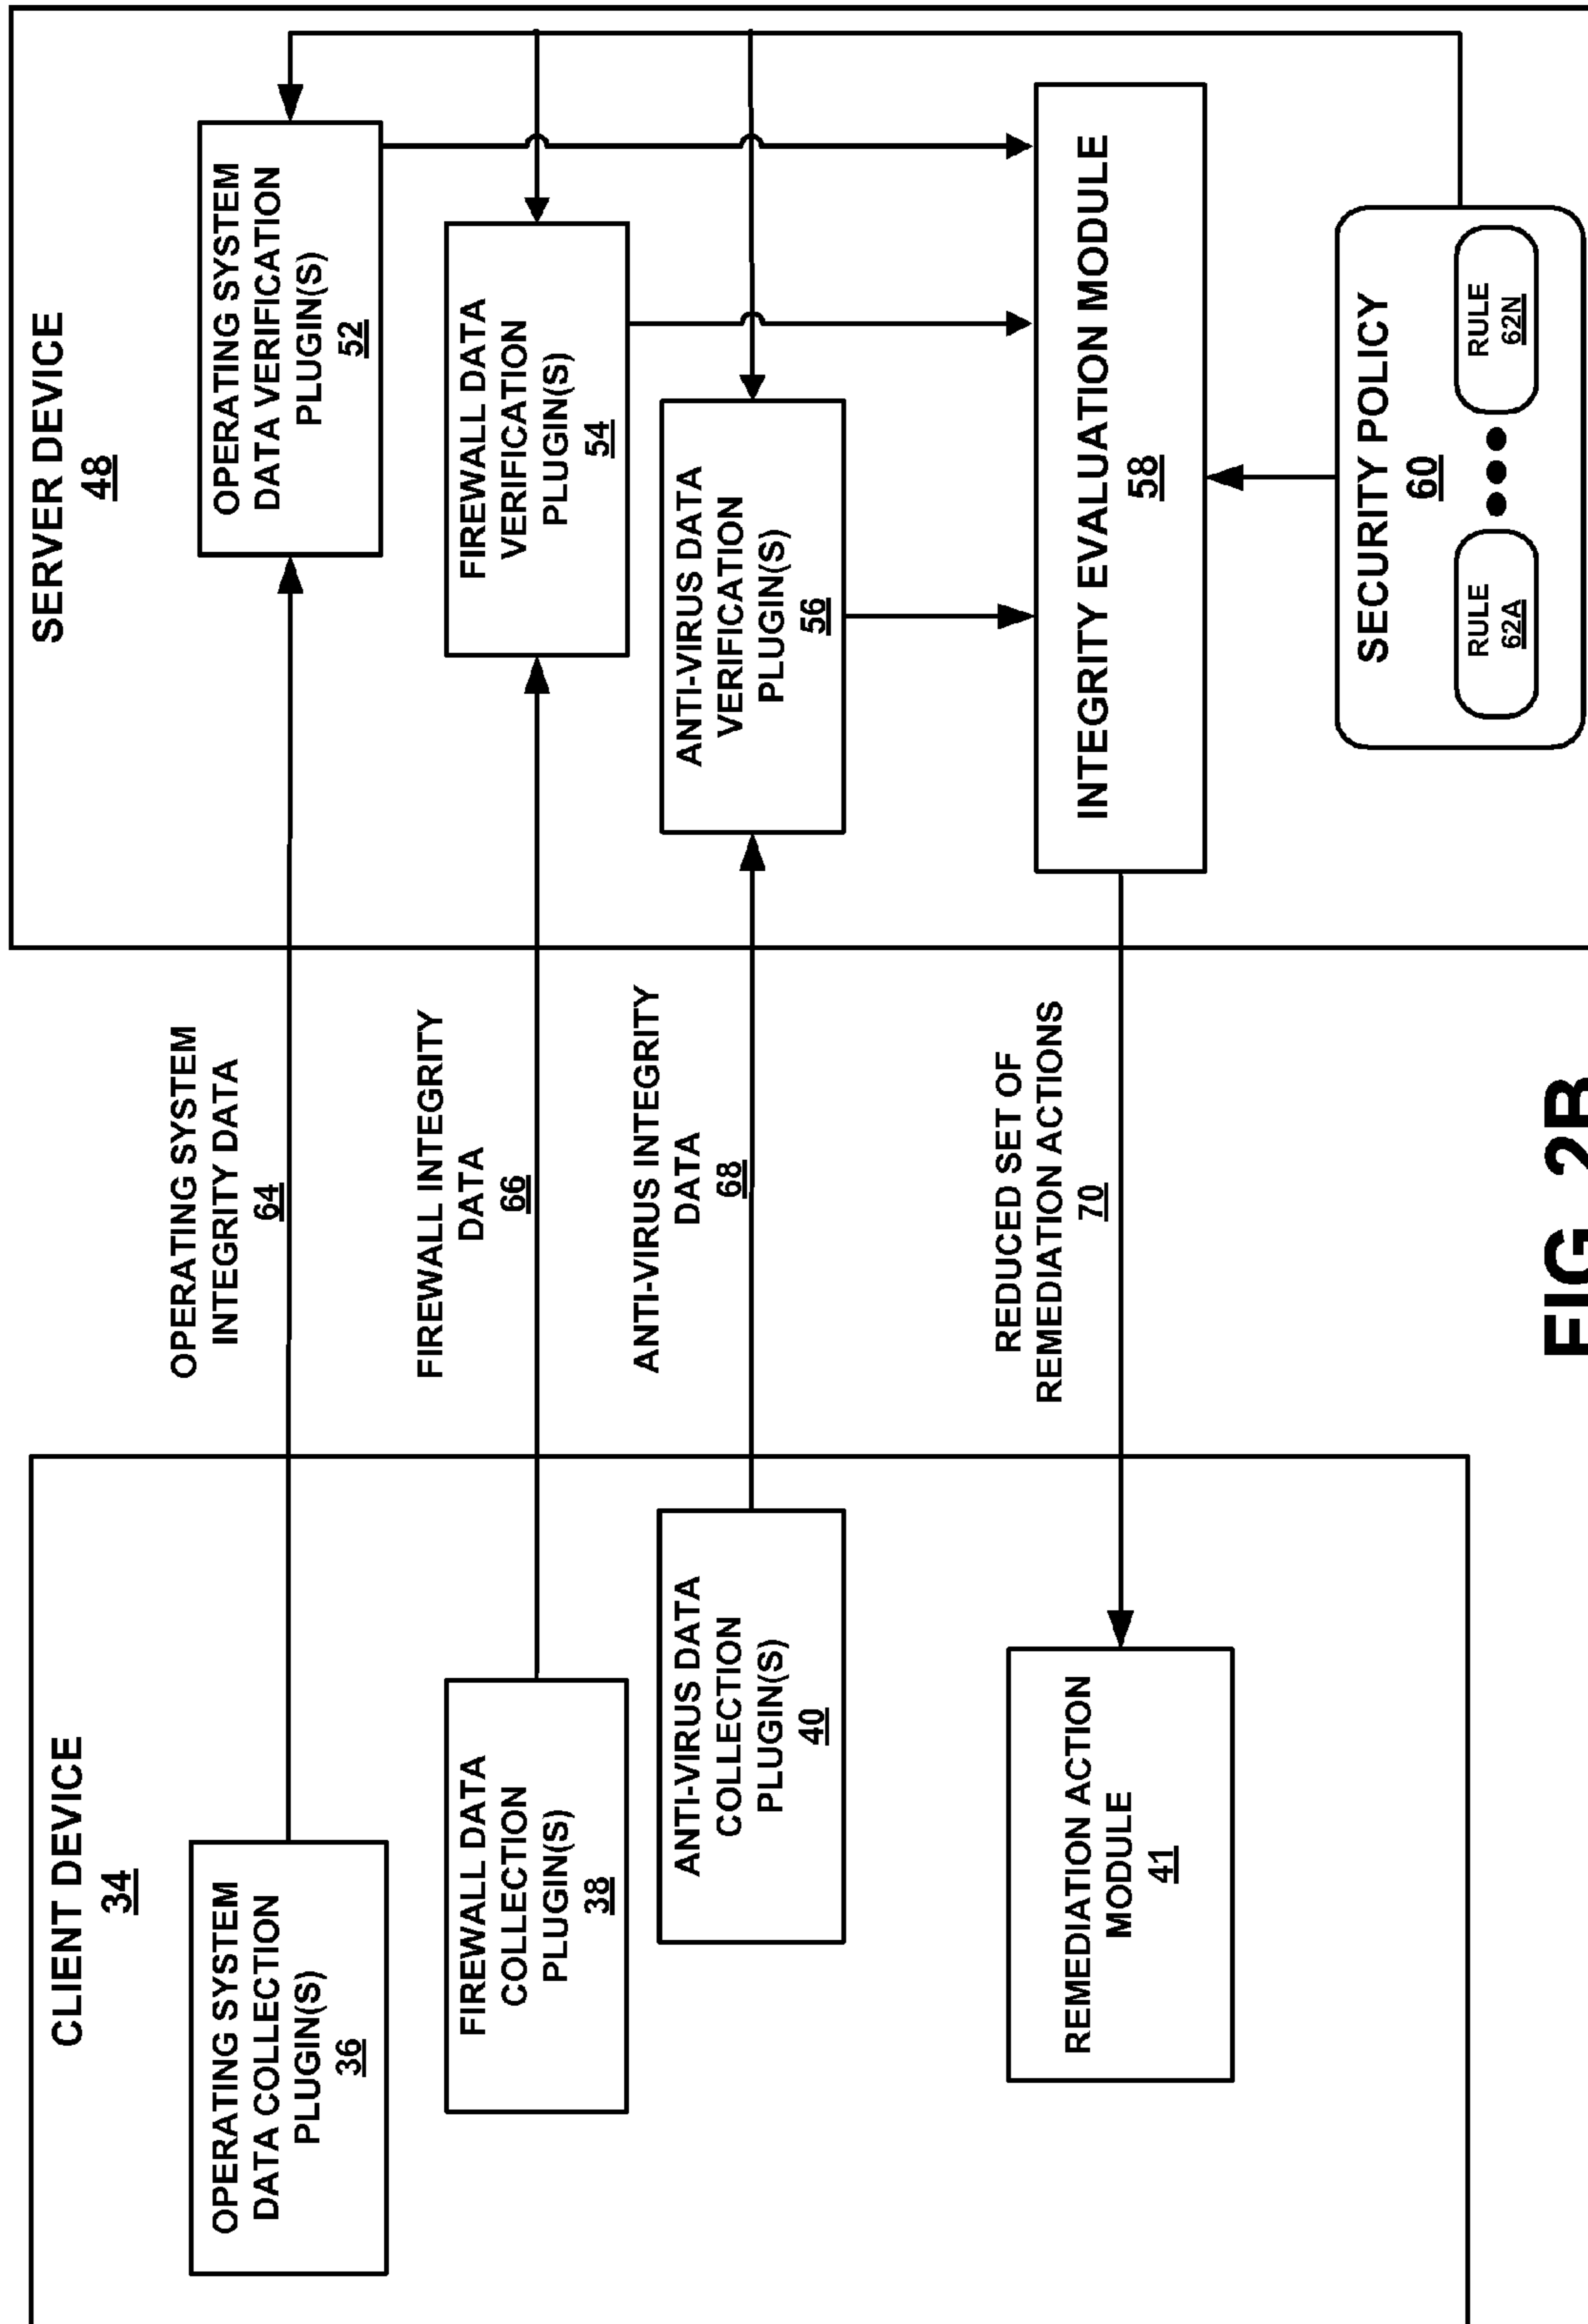 CLIENT DEVICE
34
OPERATING SYSTEM
DATA COLLECTION
PLUGIN(S)
36
FIREWALL DATA
COLLECTION
PLUGIN(S)
38
ANTI-VIRUS DATA
COLLECTION
PLUGIN(S)
40
REMEDIATION ACTION
MODULE
41
OPERATING SYSTEM
INTEGRITY DATA
64
FIREWALL INTEGRITY
DATA
66
ANTI-VIRUS INTEGRITY
DATA
68
REDUCED SET OF
REMEDIATION ACTIONS
70
SERVER DEVICE
48
OPERATING SYSTEM
DATA VERIFICATION
PLUGIN(S)
52
FIREWALL DATA
VERIFICATION
PLUGIN(S)
54
ANTI-VIRUS DATA
VERIFICATION
PLUGIN(S)
56
INTEGRITY EVALUATION MODULE
58
SECURITY POLICY
60
RULE
62A
RULE
62N
FIG. 2B